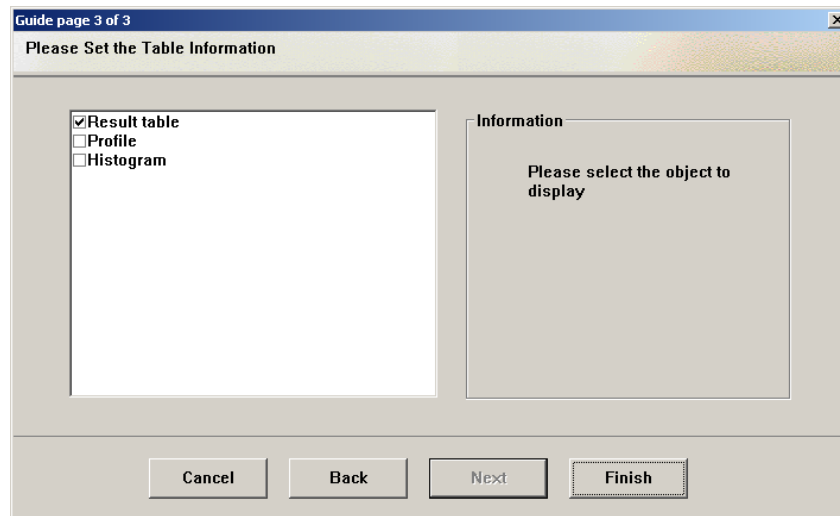 Guide page 3 of 3
Please Set the Table Information
Result table
Profile
Histogram
Information
Please select the object to
display
Cancel
Back
Next
Finish